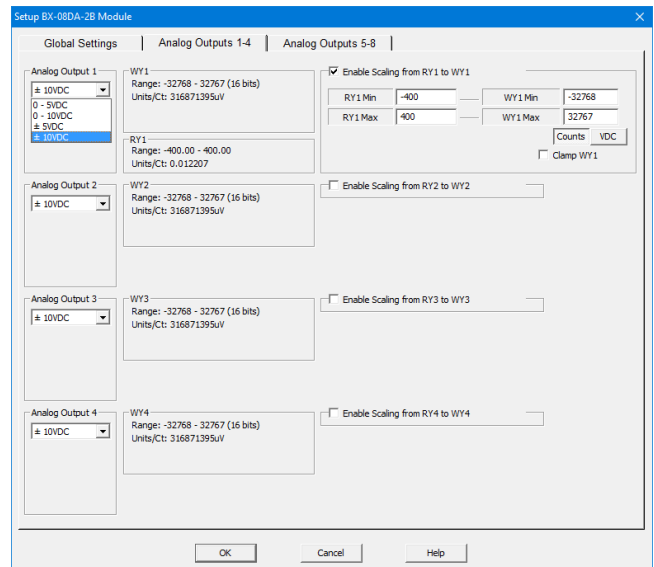 Setup BX-08DA-2B Module
Global Settings
Analog Outputs 1-4
Analog Outputs 5-8
Analog Output 1
± 10VDC
0 - 5VDC
0 - 10VDC
± 5VDC
± 10VDC
WY1
Range: -32768 - 32767 (16 bits)
Units/Ct: 316871395uV
RY1
Range: -400.00 - 400.00
Units/Ct: 0.012207
Enable Scaling from RY1 to WY1
RY1 Min -400 WY1 Min -32768
RY1 Max 400 WY1 Max 32767
Counts VDC
Clamp WY1
Analog Output 2
± 10VDC
WY2
Range: -32768 - 32767 (16 bits)
Units/Ct: 316871395uV
Enable Scaling from RY2 to WY2
Analog Output 3
± 10VDC
WY3
Range: -32768 - 32767 (16 bits)
Units/Ct: 316871395uV
Enable Scaling from RY3 to WY3
Analog Output 4
± 10VDC
WY4
Range: -32768 - 32767 (16 bits)
Units/Ct: 316871395uV
Enable Scaling from RY4 to WY4
OK Cancel Help